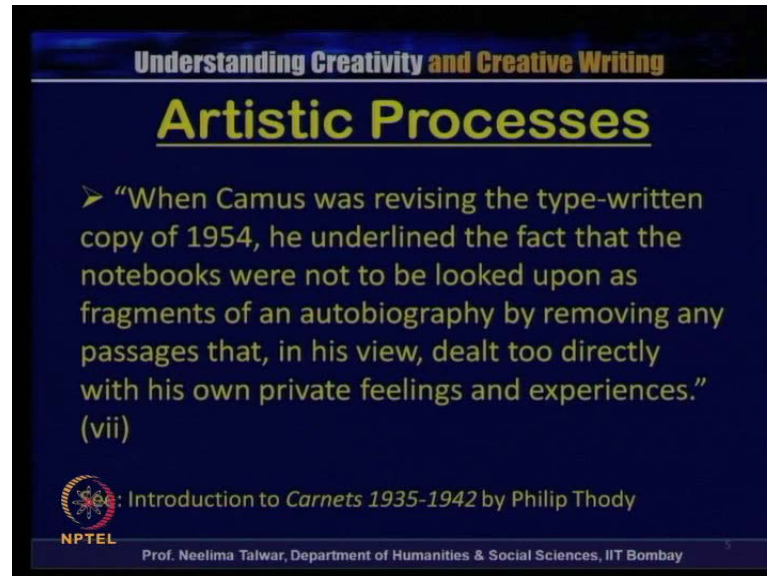 Understanding Creativity and Creative Writing
Artistic Processes
➢ “When Camus was revising the type-written
copy of 1954, he underlined the fact that the
notebooks were not to be looked upon as
fragments of an autobiography by removing any
passages that, in his view, dealt too directly
with his own private feelings and experiences.”
(vii)
See: Introduction to Carnets 1935-1942 by Philip Thody
NPTEL
Prof. Neelima Talwar, Department of Humanities & Social Sciences, IIT Bombay
5